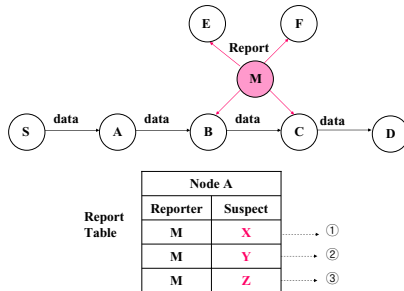 E F
Report
M
data data data data
S A B C D
Node A
Report Table
Reporter Suspect
M X ①
M Y ②
M Z ③